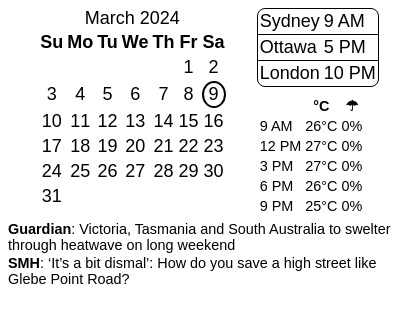 March 2024
Su Mo Tu We Th Fr Sa
1 2
3 4 5 6 7 8 9
10 11 12 13 14 15 16
17 18 19 20 21 22 23
24 25 26 27 28 29 30
31
Sydney 9 AM
Ottawa 5 PM
London 10 PM
°C ☂
9 AM 26°C 0%
12 PM 27°C 0%
3 PM 27°C 0%
6 PM 26°C 0%
9 PM 25°C 0%
Guardian: Victoria, Tasmania and South Australia to swelter
through heatwave on long weekend
SMH: ‘It’s a bit dismal’: How do you save a high street like
Glebe Point Road?